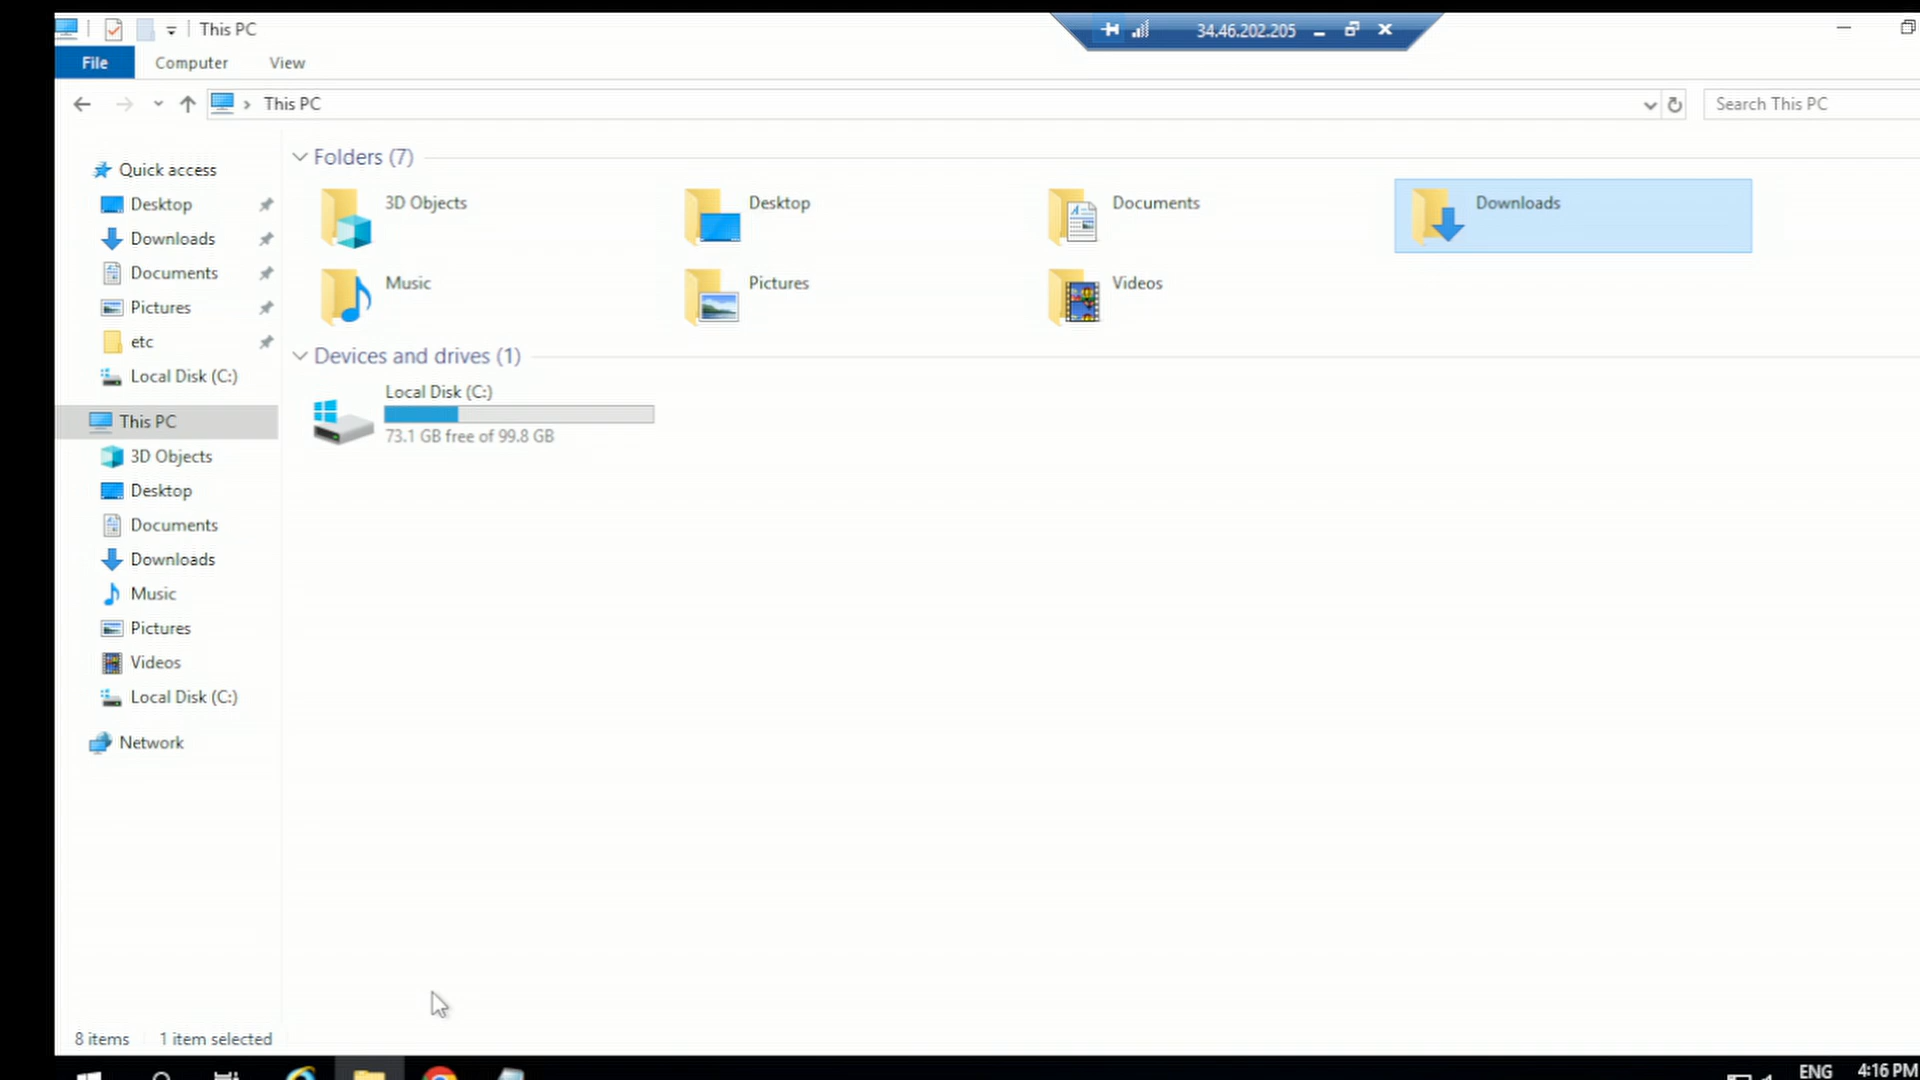 This PC
34.46.202.205
File Computer View
This PC
Search This PC
Quick access
Desktop
Downloads
Documents
Pictures
etc
Local Disk (C:)
This PC
3D Objects
Desktop
Documents
Downloads
Music
Pictures
Videos
Local Disk (C:)
Network
Folders (7)
3D Objects
Desktop
Documents
Downloads
Music
Pictures
Videos
Devices and drives (1)
Local Disk (C:)
73.1 GB free of 99.8 GB
8 items 1 item selected
ENG 4:16 PM